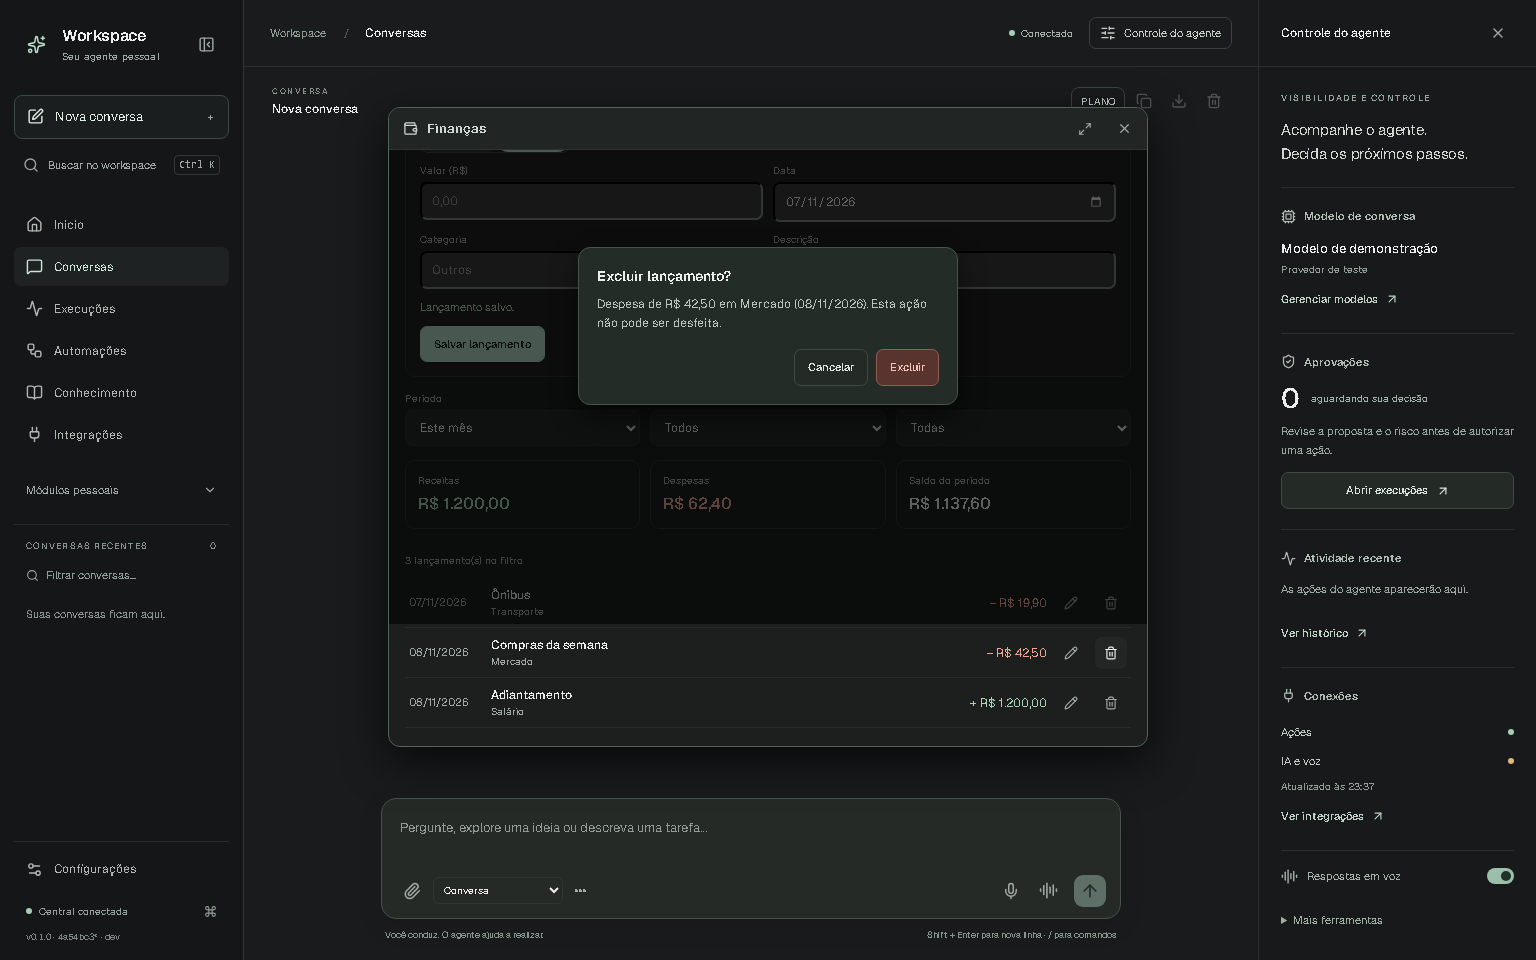 Workspace
Seu agente pessoal
Nova conversa +
Buscar no workspace Ctrl K
Início
Conversas
Execuções
Automações
Conhecimento
Integrações
Módulos pessoais
CONVERSAS RECENTES 0
Filtrar conversas...
Suas conversas ficam aqui.
Configurações
Central conectada ⌘
dev
Workspace / Conversas
Conectado
Controle do agente
CONVERSA
Nova conversa
PLANO
Finanças
Valor (R$) Data
0,00 07/11/2026
Categoria Descrição
Outros
Lançamento salvo.
Salvar lançamento
Excluir lançamento?
Despesa de R$ 42,50 em Mercado (08/11/2026). Esta ação
não pode ser desfeita.
Cancelar Excluir
Período
Este mês Todos Todas
Receitas Despesas Saldo do período
R$ 1.200,00 R$ 62,40 R$ 1.137,60
3 lançamento(s) no filtro
07/11/2026 Ônibus – R$ 19,90
Transporte
08/11/2026 Compras da semana – R$ 42,50
Mercado
08/11/2026 Adiantamento + R$ 1.200,00
Salário
Pergunte, explore uma ideia ou descreva uma tarefa...
Conversa
Você conduz. O agente ajuda a realizar. Shift + Enter para nova linha · / para comandos
Controle do agente
VISIBILIDADE E CONTROLE
Acompanhe o agente.
Decida os próximos passos.
Modelo de conversa
Modelo de demonstração
Provedor de teste
Gerenciar modelos
Aprovações
0 aguardando sua decisão
Revise a proposta e o risco antes de autorizar
uma ação.
Abrir execuções
Atividade recente
As ações do agente aparecerão aqui.
Ver histórico
Conexões
Ações
IA e voz
Atualizado às 23:37
Ver integrações
Respostas em voz
Mais ferramentas